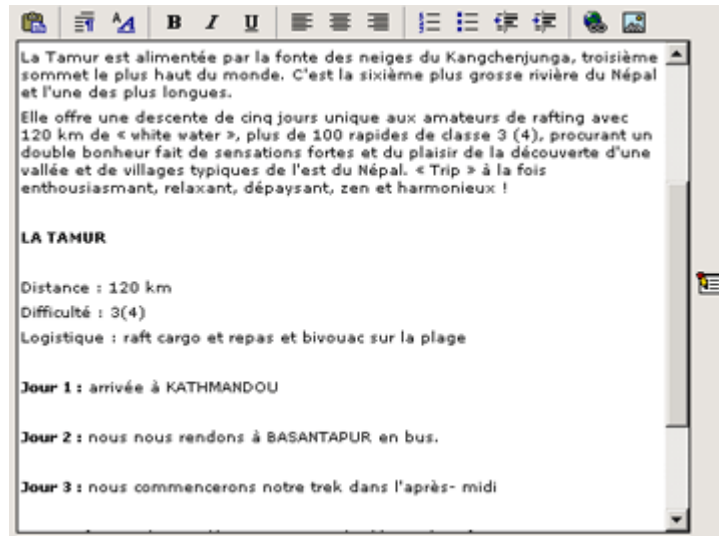 B I U
La Tamur est alimentée par la fonte des neiges du Kangchenjunga, troisième
sommet le plus haut du monde. C'est la sixième plus grosse rivière du Népal
et l'une des plus longues.
Elle offre une descente de cinq jours unique aux amateurs de rafting avec
120 km de « white water », plus de 100 rapides de classe 3 (4), procurant un
double bonheur fait de sensations fortes et du plaisir de la découverte d'une
vallée et de villages typiques de l'est du Népal. « Trip » à la fois
enthousiasmant, relaxant, dépaysant, zen et harmonieux !
LA TAMUR
Distance : 120 km
Difficulté : 3(4)
Logistique : raft cargo et repas et bivouac sur la plage
Jour 1 : arrivée à KATHMANDOU
Jour 2 : nous nous rendons à BASANTAPUR en bus.
Jour 3 : nous commencerons notre trek dans l'après- midi